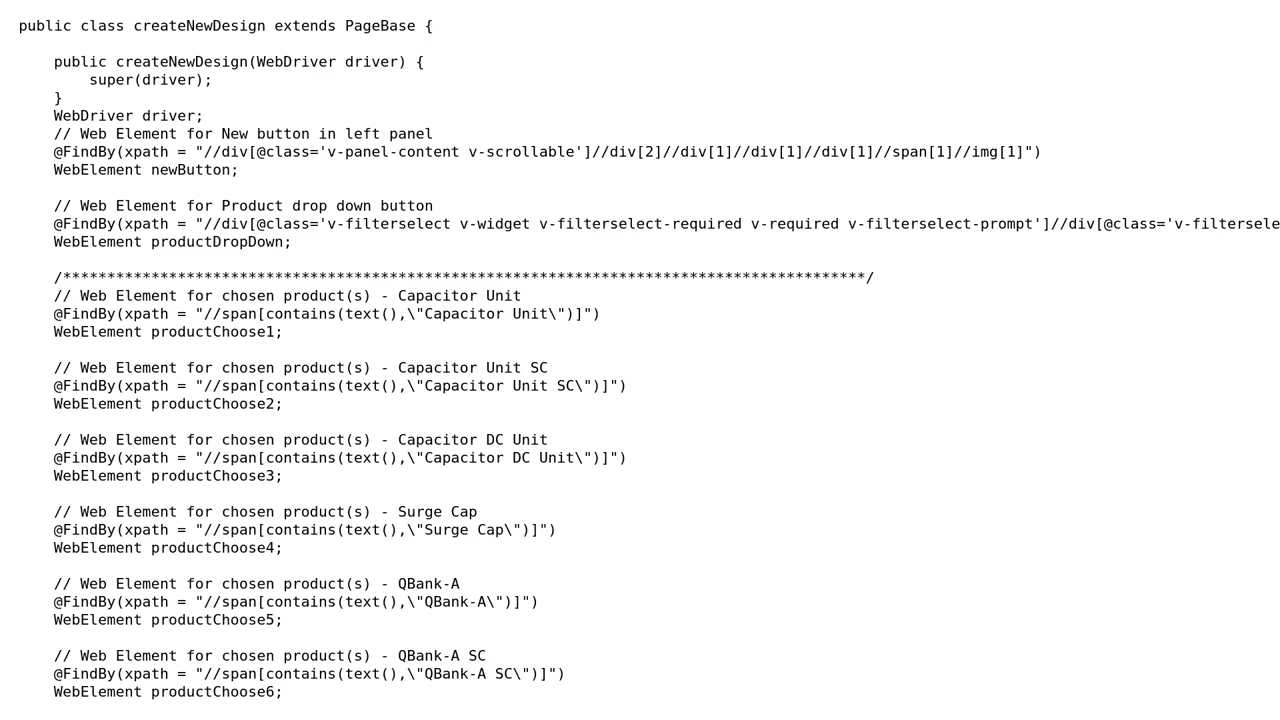 public class createNewDesign extends PageBase {
public createNewDesign(WebDriver driver) {
super(driver);
}
WebDriver driver;
// Web Element for New button in left panel
@FindBy(xpath = "//div[@class='v-panel-content v-scrollable']//div[2]//div[1]//div[1]//div[1]//span[1]//img[1]")
WebElement newButton;
// Web Element for Product drop down button
@FindBy(xpath = "//div[@class='v-filterselect v-widget v-filterselect-required v-required v-filterselect-prompt']//div[@class='v-filtersele
WebElement productDropDown;
/*******************************************************************************************/
// Web Element for chosen product(s) - Capacitor Unit
@FindBy(xpath = "//span[contains(text(),\"Capacitor Unit\")]")
WebElement productChoose1;
// Web Element for chosen product(s) - Capacitor Unit SC
@FindBy(xpath = "//span[contains(text(),\"Capacitor Unit SC\")]")
WebElement productChoose2;
// Web Element for chosen product(s) - Capacitor DC Unit
@FindBy(xpath = "//span[contains(text(),\"Capacitor DC Unit\")]")
WebElement productChoose3;
// Web Element for chosen product(s) - Surge Cap
@FindBy(xpath = "//span[contains(text(),\"Surge Cap\")]")
WebElement productChoose4;
// Web Element for chosen product(s) - QBank-A
@FindBy(xpath = "//span[contains(text(),\"QBank-A\")]")
WebElement productChoose5;
// Web Element for chosen product(s) - QBank-A SC
@FindBy(xpath = "//span[contains(text(),\"QBank-A SC\")]")
WebElement productChoose6;